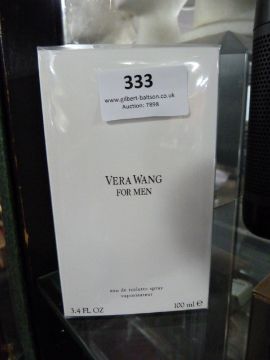 333
www.gilbert-baitson.co.uk
Auction: 7898
VERA WANG
FOR MEN
eau de toilette spray
vaporisateur
3.4 FL OZ 100 ml ℮